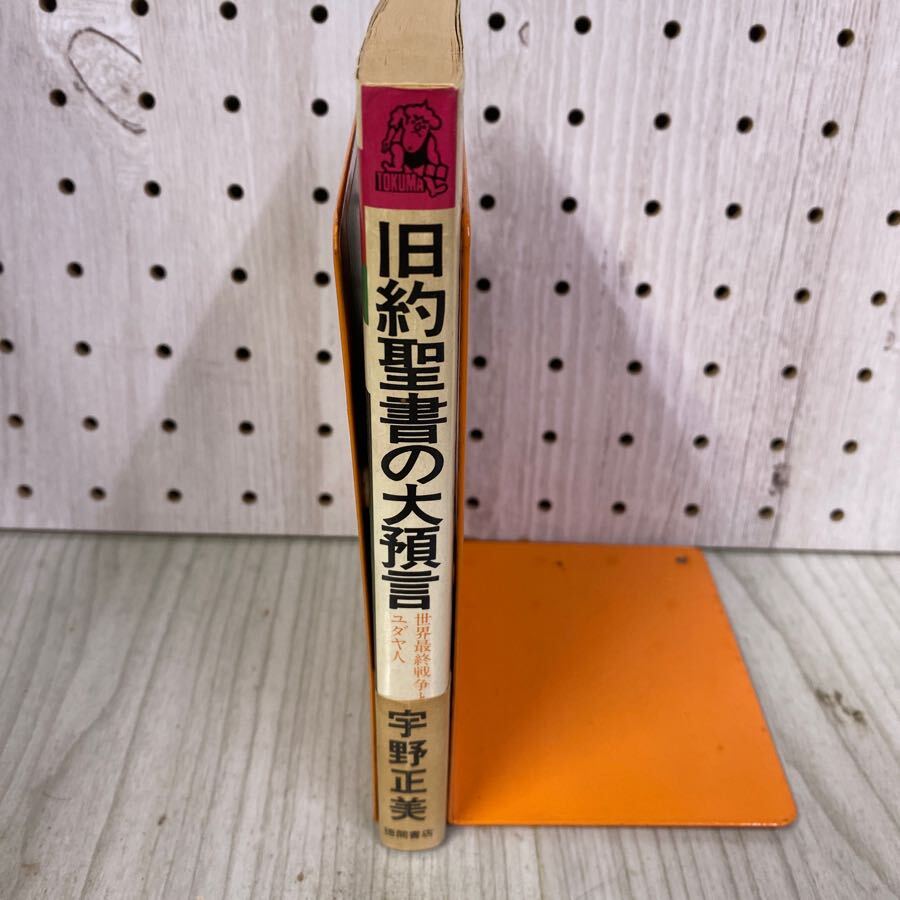 TOKUMA
旧約聖書の大預言
世界最終戦争と
ユダヤ人
宇野正美
徳間書店